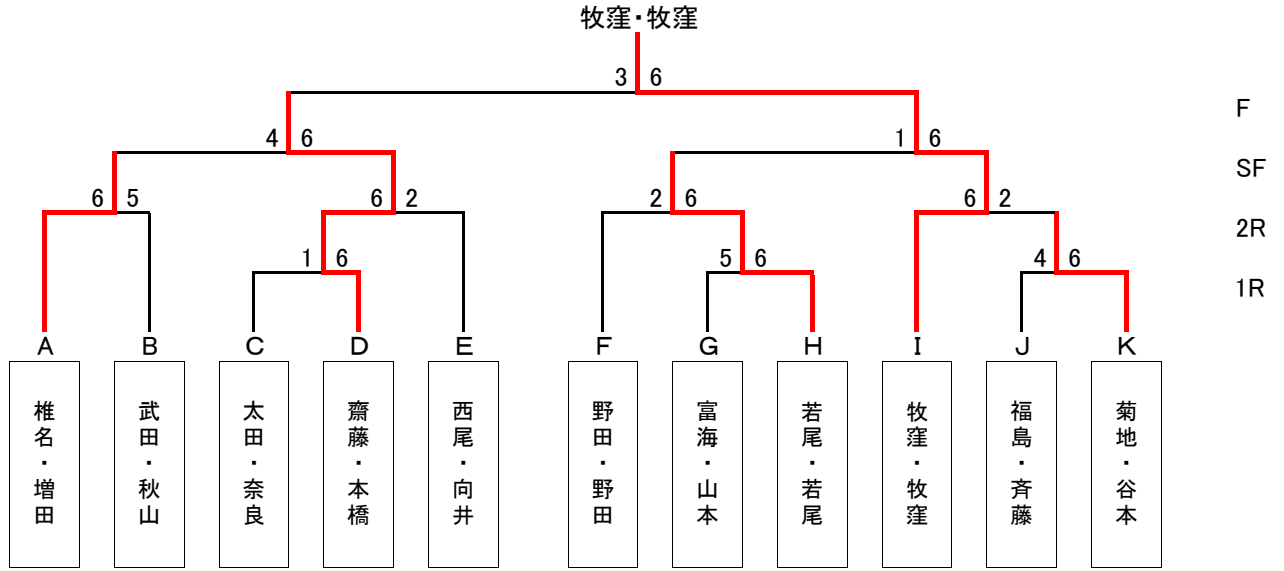 牧窪・牧窪
3 6
F
4 6 1 6
SF
6 5 6 2 2 6 6 2
2R
1 6 5 6 4 6
1R
A B C D E F G H I J K
椎名・増田
武田・秋山
太田・奈良
齋藤・本橋
西尾・向井
野田・野田
富海・山本
若尾・若尾
牧窪・牧窪
福島・斉藤
菊地・谷本